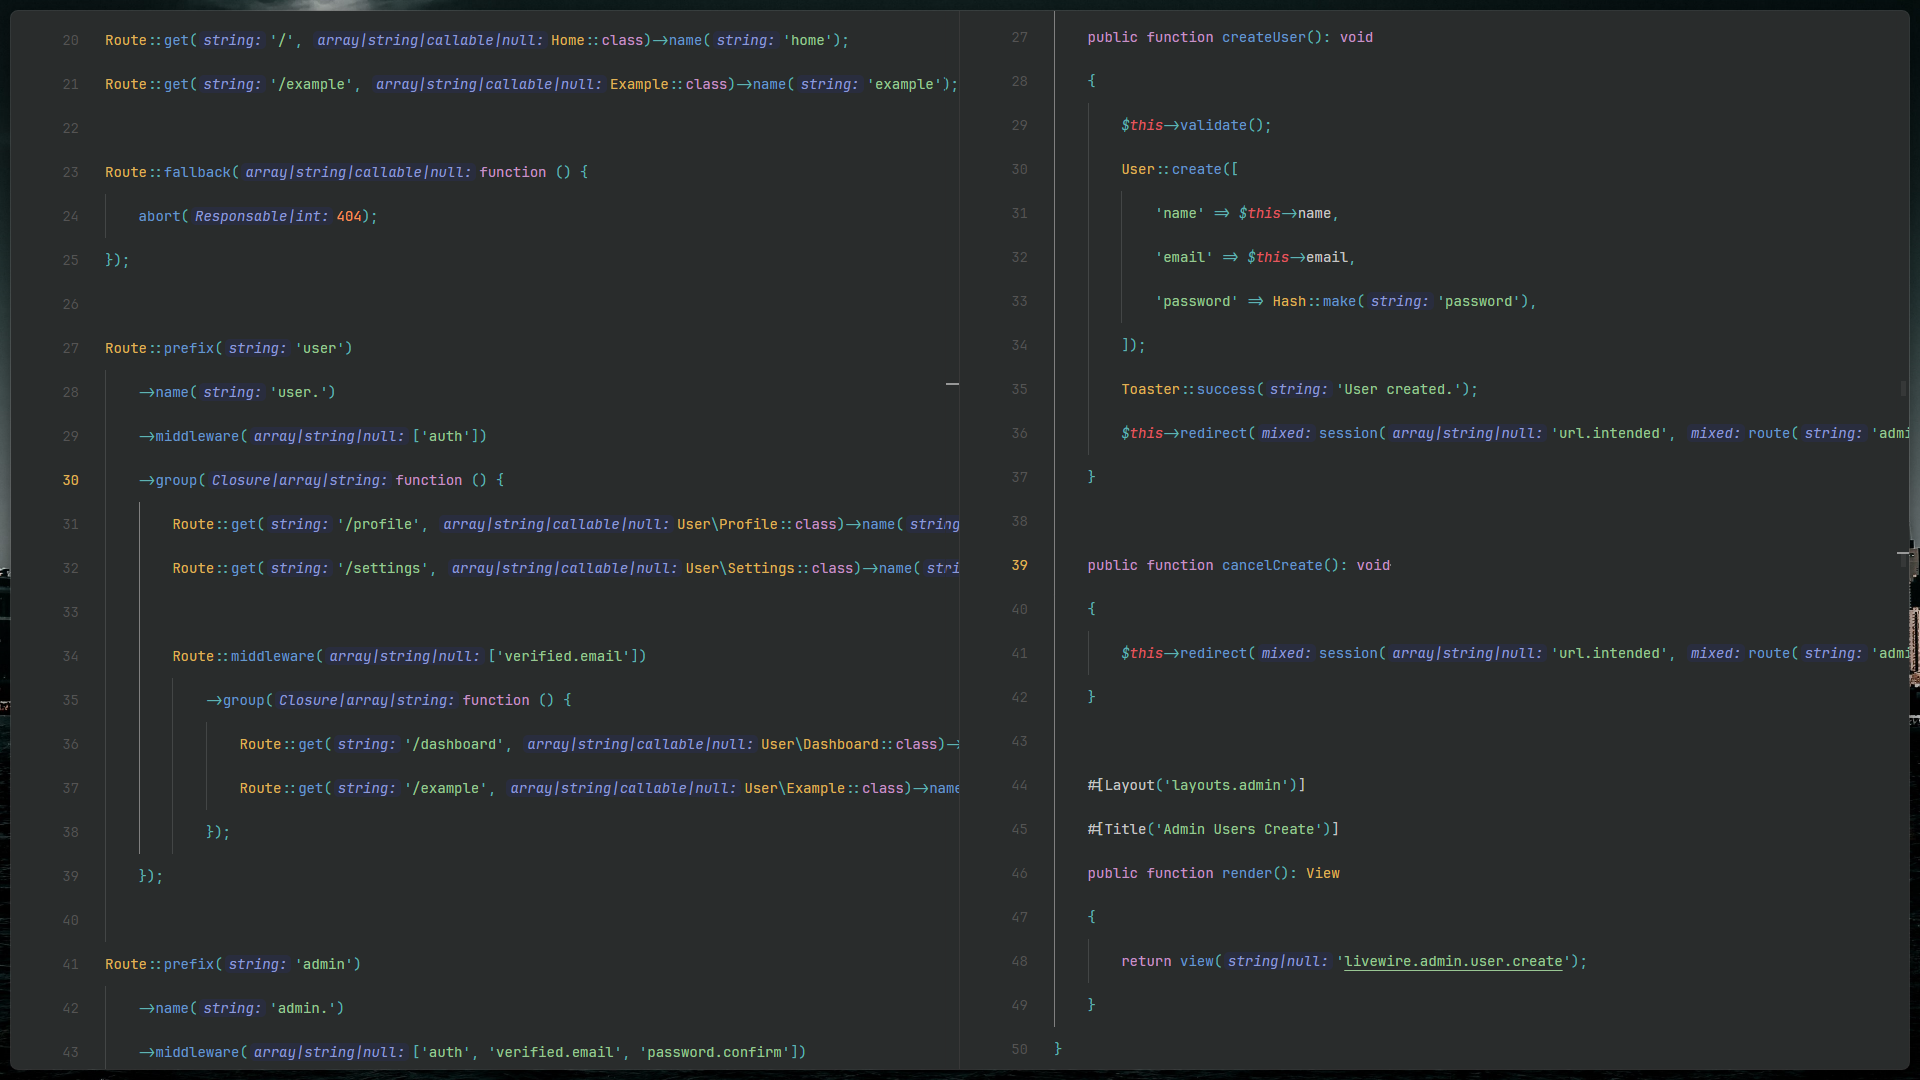 20 Route::get( string: '/', array|string|callable|null: Home::class)->name( string: 'home');
21 Route::get( string: '/example', array|string|callable|null: Example::class)->name( string: 'example');
22
23 Route::fallback( array|string|callable|null: function () {
24 abort( Responsable|int: 404);
25 });
26
27 Route::prefix( string: 'user')
28 ->name( string: 'user.')
29 ->middleware( array|string|null: ['auth'])
30 ->group( Closure|array|string: function () {
31 Route::get( string: '/profile', array|string|callable|null: User\Profile::class)->name( string
32 Route::get( string: '/settings', array|string|callable|null: User\Settings::class)->name( stri
33
34 Route::middleware( array|string|null: ['verified.email'])
35 ->group( Closure|array|string: function () {
36 Route::get( string: '/dashboard', array|string|callable|null: User\Dashboard::class)->
37 Route::get( string: '/example', array|string|callable|null: User\Example::class)->name
38 });
39 });
40
41 Route::prefix( string: 'admin')
42 ->name( string: 'admin.')
43 ->middleware( array|string|null: ['auth', 'verified.email', 'password.confirm'])
27 public function createUser(): void
28 {
29 $this->validate();
30 User::create([
31 'name' => $this->name,
32 'email' => $this->email,
33 'password' => Hash::make( string: 'password'),
34 ]);
35 Toaster::success( string: 'User created.');
36 $this->redirect( mixed: session( array|string|null: 'url.intended', mixed: route( string: 'admi
37 }
38
39 public function cancelCreate(): void
40 {
41 $this->redirect( mixed: session( array|string|null: 'url.intended', mixed: route( string: 'admi
42 }
43
44 #[Layout('layouts.admin')]
45 #[Title('Admin Users Create')]
46 public function render(): View
47 {
48 return view( string|null: 'livewire.admin.user.create');
49 }
50 }